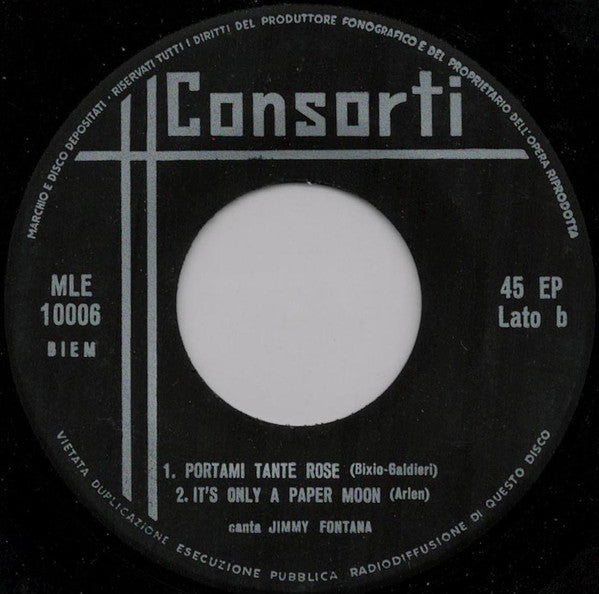 MARCHIO E DISCO DEPOSITATI · RISERVATI TUTTI I DIRITTI DEL PRODUTTORE FONOGRAFICO E DEL PROPRIETARIO DELL'OPERA RIPRODOTTA
Consorti
MLE
10006
BIEM
45 EP
Lato b
1. PORTAMI TANTE ROSE (Bixio-Galdieri)
2. IT'S ONLY A PAPER MOON (Arlen)
canta JIMMY FONTANA
VIETATA DUPLICAZIONE ESECUZIONE PUBBLICA RADIODIFFUSIONE DI QUESTO DISCO